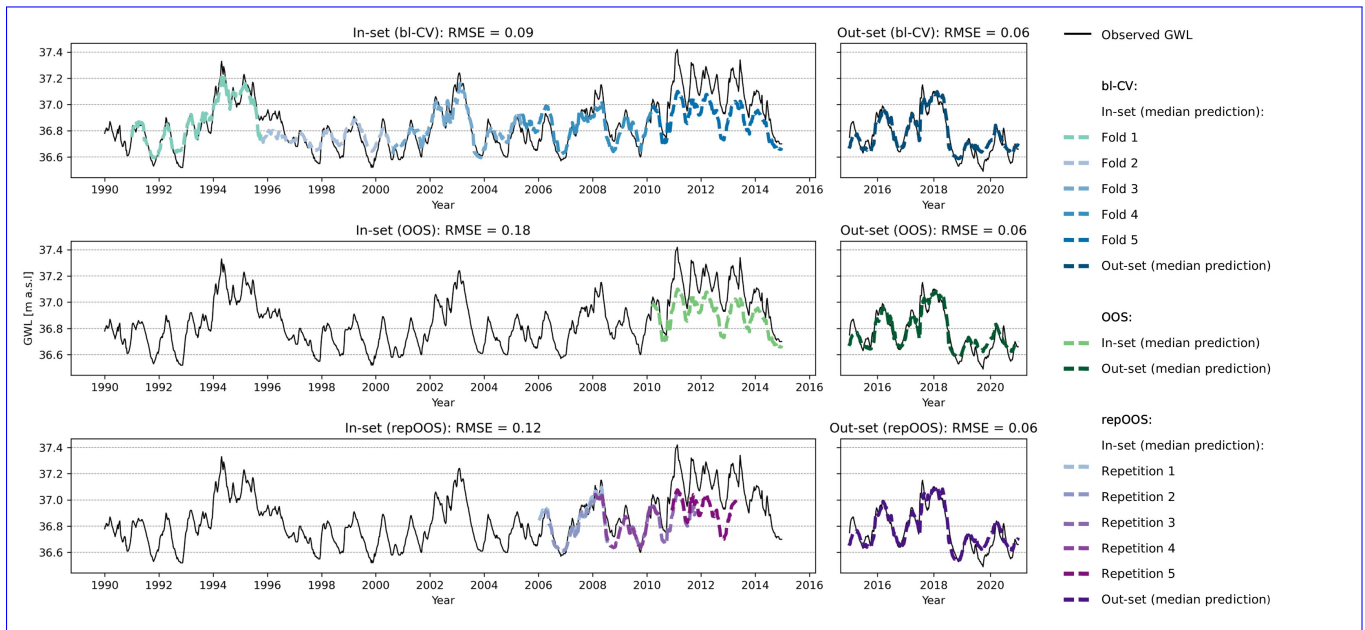 In-set (bl-CV): RMSE = 0.09
Out-set (bl-CV): RMSE = 0.06
37.4
37.2
37.0
36.8
36.6
1990 1992 1994 1996 1998 2000 2002 2004 2006 2008 2010 2012 2014 2016
2016 2018 2020
Year
Year
In-set (OOS): RMSE = 0.18
Out-set (OOS): RMSE = 0.06
GWL [m a.s.l]
37.4
37.2
37.0
36.8
36.6
1990 1992 1994 1996 1998 2000 2002 2004 2006 2008 2010 2012 2014 2016
2016 2018 2020
Year
Year
In-set (repOOS): RMSE = 0.12
Out-set (repOOS): RMSE = 0.06
37.4
37.2
37.0
36.8
36.6
1990 1992 1994 1996 1998 2000 2002 2004 2006 2008 2010 2012 2014 2016
2016 2018 2020
Year
Year
Observed GWL
bl-CV:
In-set (median prediction):
Fold 1
Fold 2
Fold 3
Fold 4
Fold 5
Out-set (median prediction)
OOS:
In-set (median prediction)
Out-set (median prediction)
repOOS:
In-set (median prediction):
Repetition 1
Repetition 2
Repetition 3
Repetition 4
Repetition 5
Out-set (median prediction)